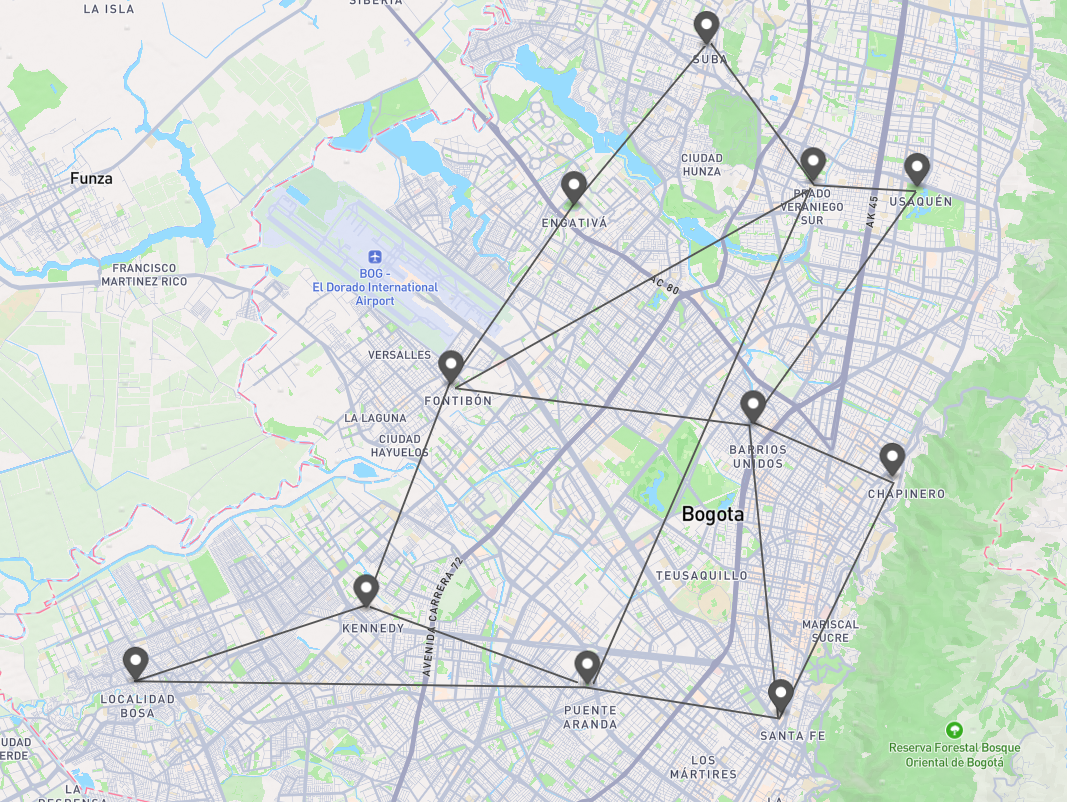 LA ISLA
SIBERIA
SUBA
Funza
CIUDAD
HUNZA
PRADO
VERANIEGO
SUR
USAQUÉN
AK 45
ENGATIVÁ
FRANCISCO
MARTINEZ RICO
BOG -
El Dorado International
Airport
AC 80
VERSALLES
FONTIBÓN
LA LAGUNA
CIUDAD
HAYUELOS
BARRIOS
UNIDOS
CHAPINERO
Bogota
TEUSAQUILLO
AVENIDA CARRERA 72
KENNEDY
MARISCAL
SUCRE
LOCALIDAD
BOSA
PUENTE
ARANDA
SANTA FE
Reserva Forestal Bosque
Oriental de Bogotá
LOS
MÁRTIRES
LA